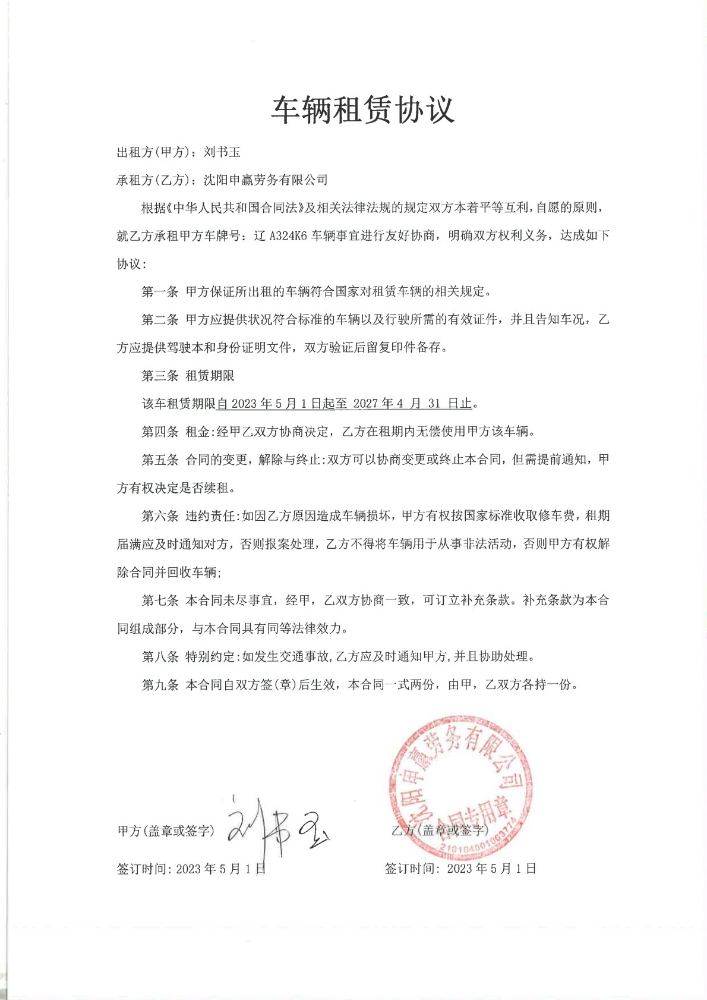 车辆租赁协议
出租方(甲方): 刘书玉
承租方(乙方): 沈阳申赢劳务有限公司
根据《中华人民共和国合同法》及相关法律法规的规定双方本着平等互利,自愿的原则,
就乙方承租甲方车牌号: 辽 A324K6 车辆事宜进行友好协商, 明确双方权利义务, 达成如下
协议:
第一条 甲方保证所出租的车辆符合国家对租赁车辆的相关规定。
第二条 甲方应提供状况符合标准的车辆以及行驶所需的有效证件, 并且告知车况, 乙
方应提供驾驶本和身份证明文件, 双方验证后留复印件备存。
第三条 租赁期限
该车租赁期限自 2023 年 5 月 1 日起至 2027 年 4 月 31 日止。
第四条 租金:经甲乙双方协商决定, 乙方在租期内无偿使用甲方该车辆。
第五条 合同的变更, 解除与终止:双方可以协商变更或终止本合同, 但需提前通知, 甲
方有权决定是否续租。
第六条 违约责任:如因乙方原因造成车辆损坏, 甲方有权按国家标准收取修车费, 租期
届满应及时通知对方, 否则报案处理, 乙方不得将车辆用于从事非法活动, 否则甲方有权解
除合同并回收车辆;
第七条 本合同未尽事宜, 经甲, 乙双方协商一致, 可订立补充条款。补充条款为本合
同组成部分, 与本合同具有同等法律效力。
第八条 特别约定:如发生交通事故,乙方应及时通知甲方,并且协助处理。
第九条 本合同自双方签(章)后生效, 本合同一式两份, 由甲, 乙双方各持一份。
沈阳申赢劳务有限公司
合同专用章
210104001063774
甲方(盖章或签字) 刘书玉
乙方(盖章或签字)
签订时间: 2023 年 5 月 1 日
签订时间: 2023 年 5 月 1 日